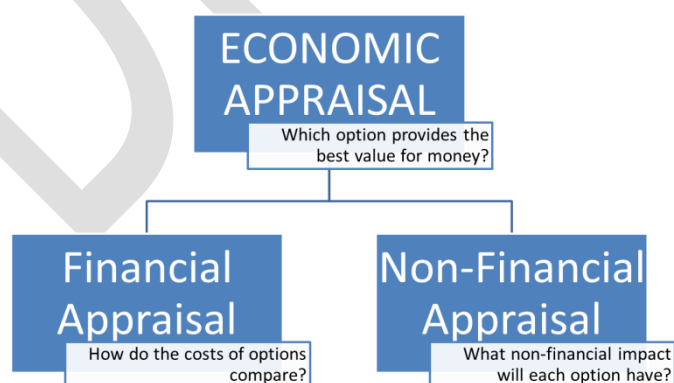 ECONOMIC
APPRAISAL
Which option provides the
best value for money?
Financial
Appraisal
How do the costs of options
compare?
Non-Financial
Appraisal
What non-financial impact
will each option have?